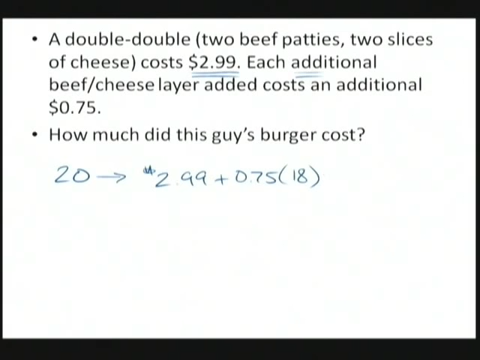 • A double-double (two beef patties, two slices
of cheese) costs $2.99. Each additional
beef/cheese layer added costs an additional
$0.75.
• How much did this guy's burger cost?
20 → $2.99 + 0.75(18)